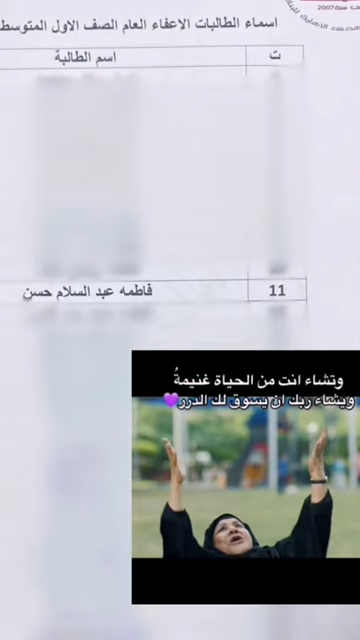 اسماء الطالبات الاعفاء العام الصف الاول المتوسط
2007
ت
اسم الطالبة
11
فاطمه عبد السلام حسن
وتشاء انت من الحياة غنيمةُ
ويشاء ربك ان يسوق لك الدرر💜